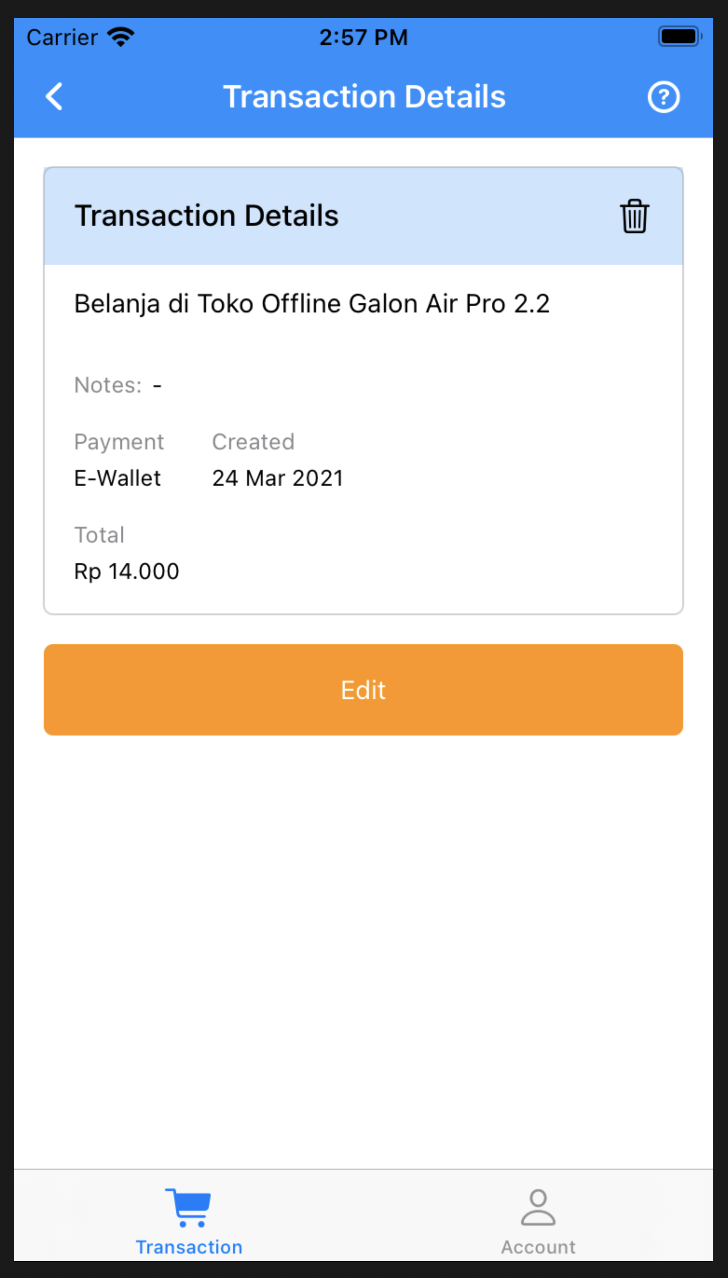 Carrier 2:57 PM
Transaction Details ?
Transaction Details
Belanja di Toko Offline Galon Air Pro 2.2
Notes: -
Payment Created
E-Wallet 24 Mar 2021
Total
Rp 14.000
Edit
Transaction Account